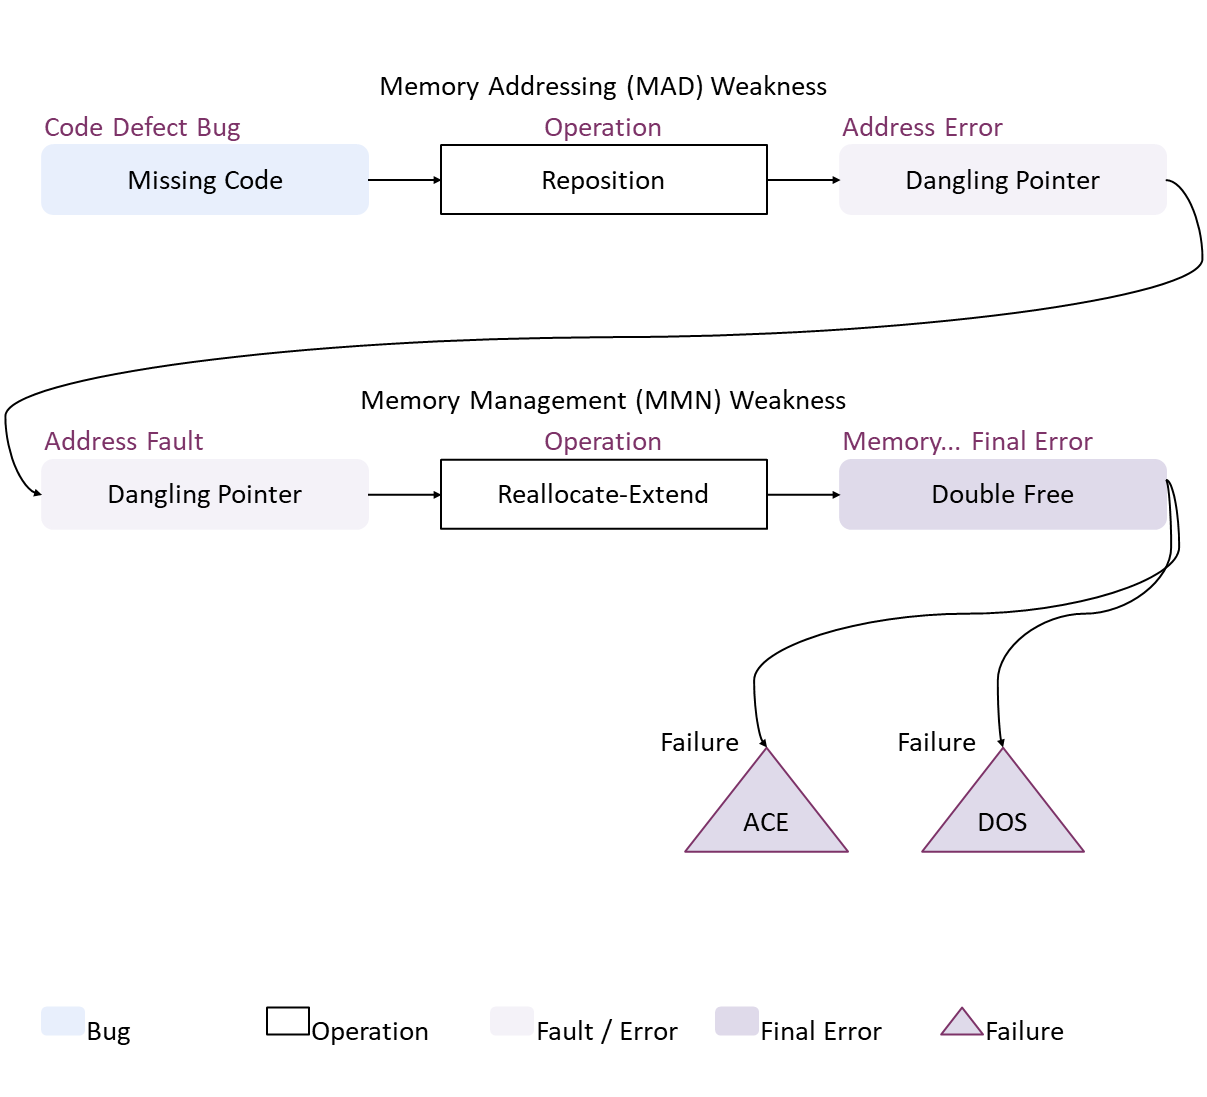 Memory Addressing (MAD) Weakness
Code Defect Bug Operation Address Error
Missing Code Reposition Dangling Pointer
Memory Management (MMN) Weakness
Address Fault Operation Memory... Final Error
Dangling Pointer Reallocate-Extend Double Free
Failure Failure
ACE DOS
Bug Operation Fault / Error Final Error Failure